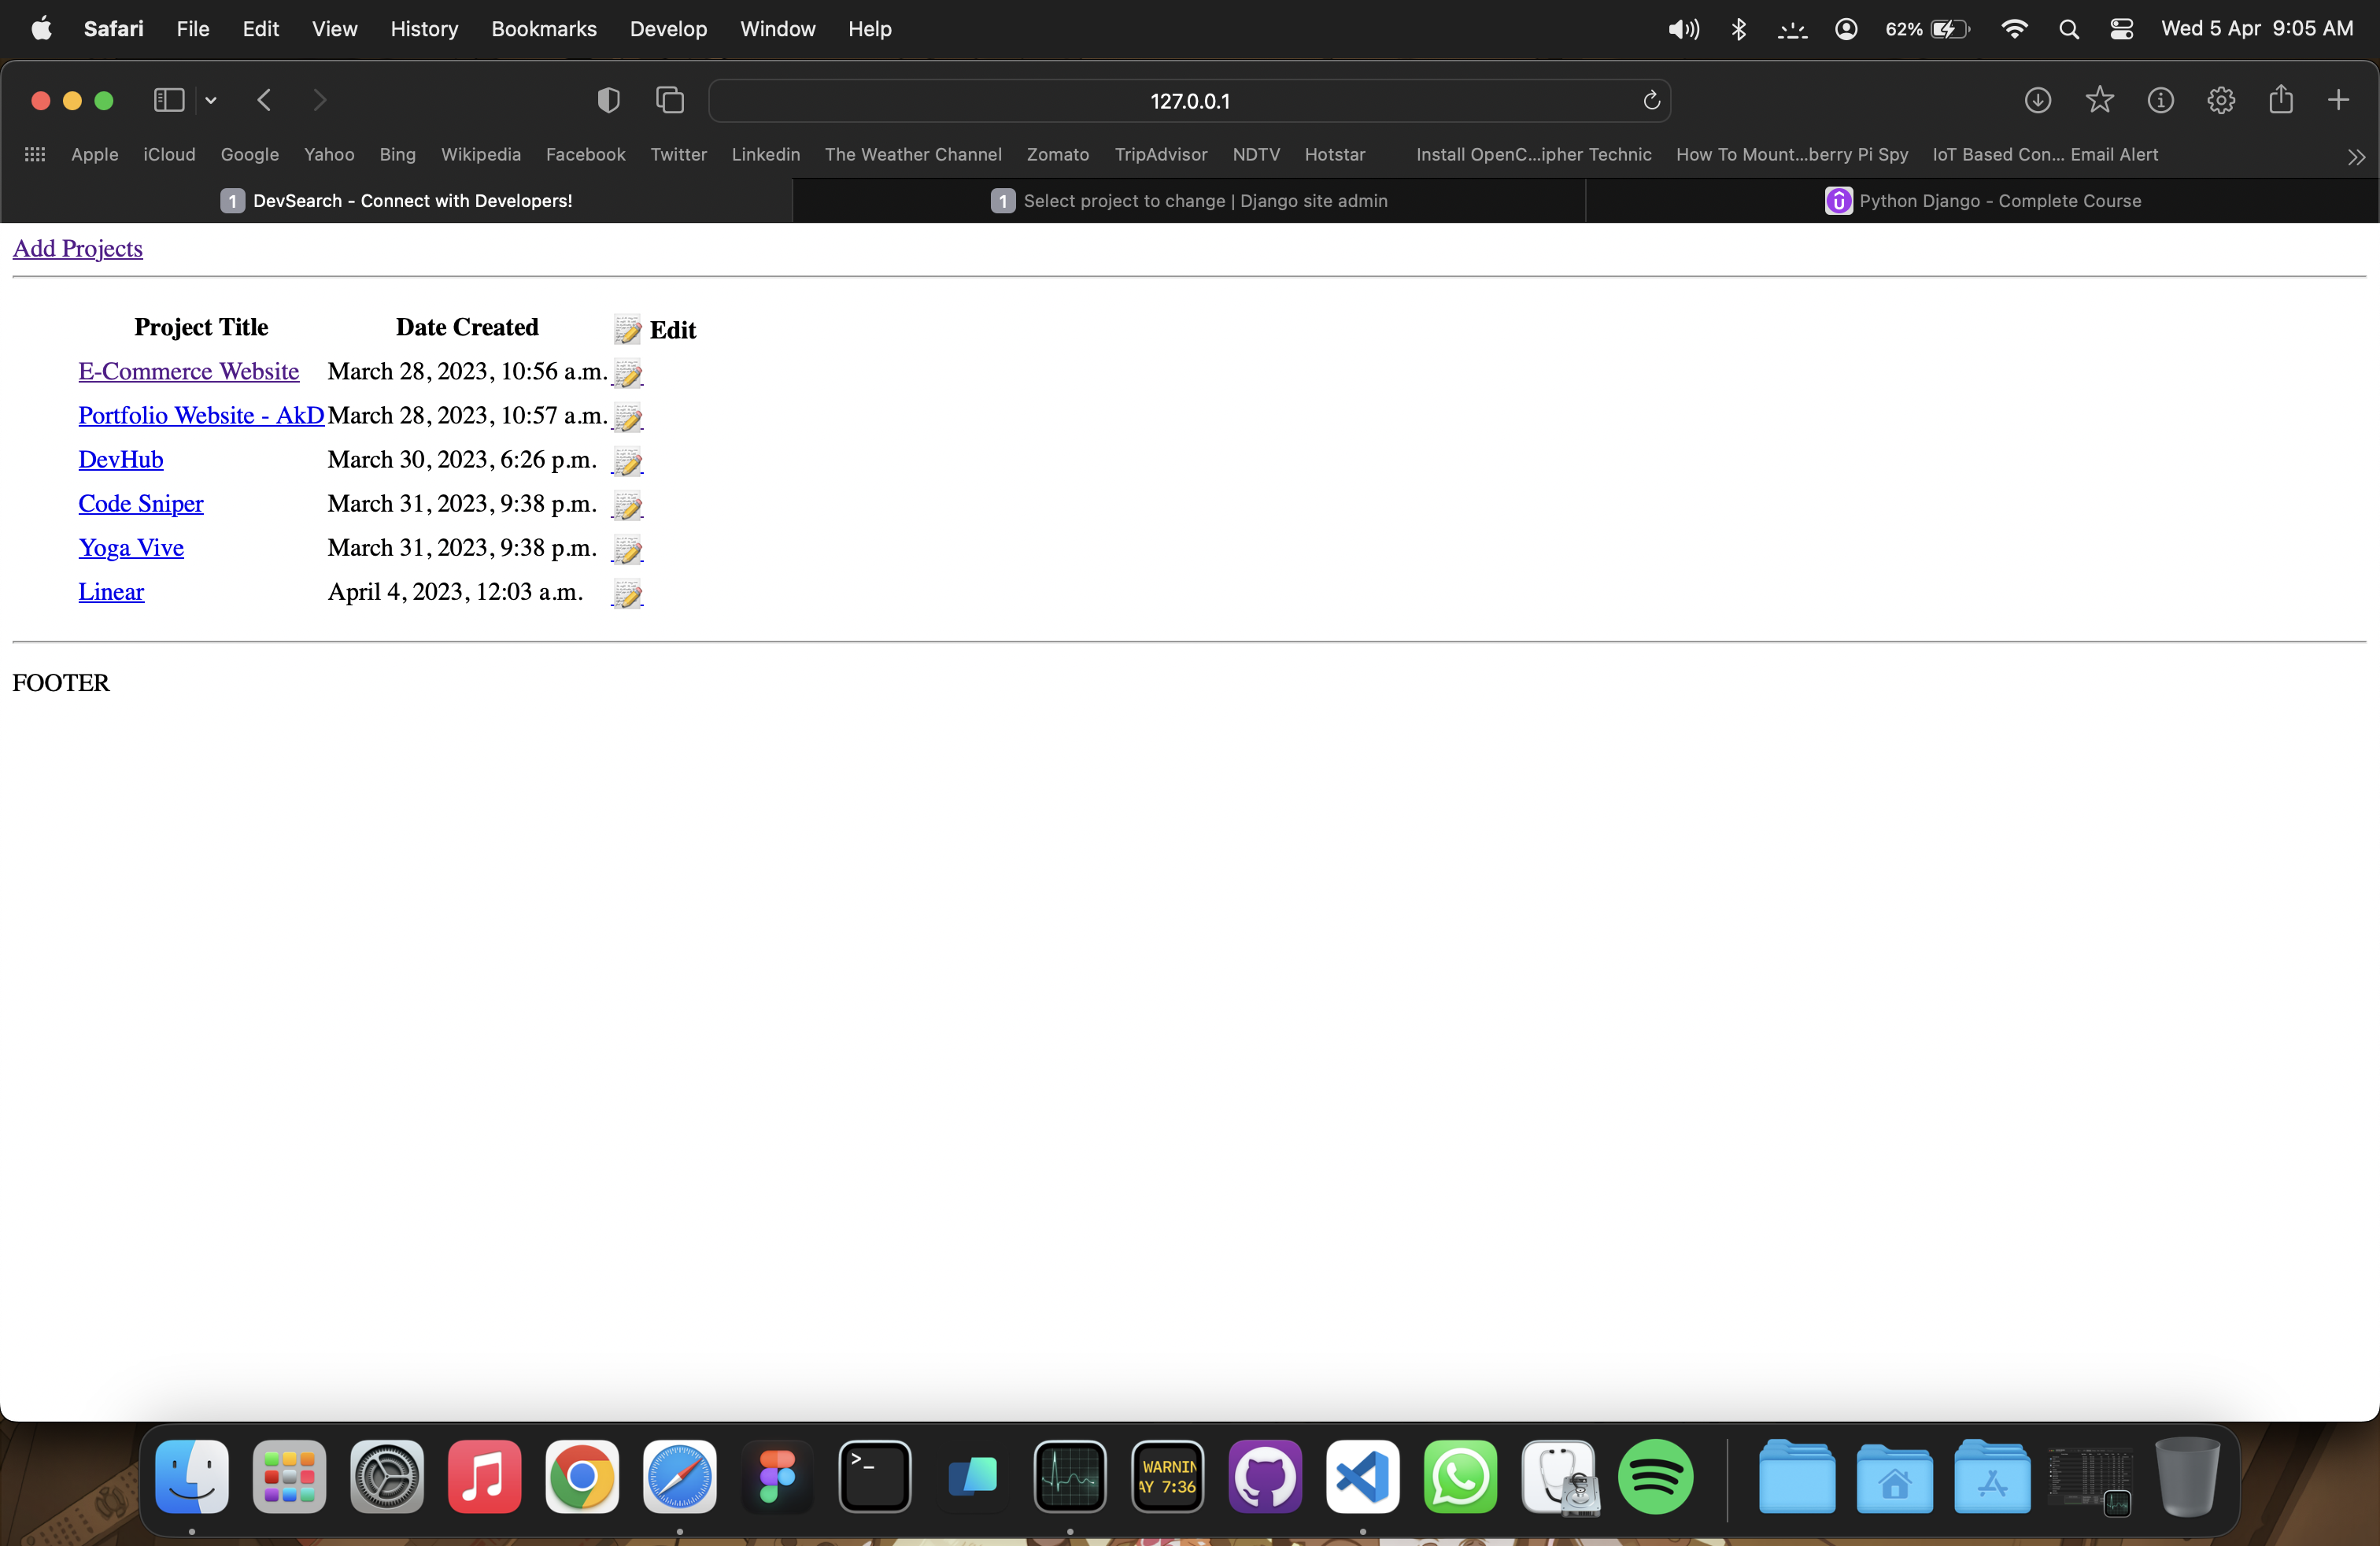 Safari File Edit View History Bookmarks Develop Window Help 62% Wed 5 Apr 9:05 AM
127.0.0.1
Apple iCloud Google Yahoo Bing Wikipedia Facebook Twitter Linkedin The Weather Channel Zomato TripAdvisor NDTV Hotstar Install OpenC...ipher Technic How To Mount...berry Pi Spy IoT Based Con... Email Alert
1 DevSearch - Connect with Developers! 1 Select project to change | Django site admin Python Django - Complete Course
Add Projects
Project Title Date Created 📝 Edit
E-Commerce Website March 28, 2023, 10:56 a.m. 📝
Portfolio Website - AkD March 28, 2023, 10:57 a.m. 📝
DevHub March 30, 2023, 6:26 p.m. 📝
Code Sniper March 31, 2023, 9:38 p.m. 📝
Yoga Vive March 31, 2023, 9:38 p.m. 📝
Linear April 4, 2023, 12:03 a.m. 📝
FOOTER
WARNIN
AY 7:36